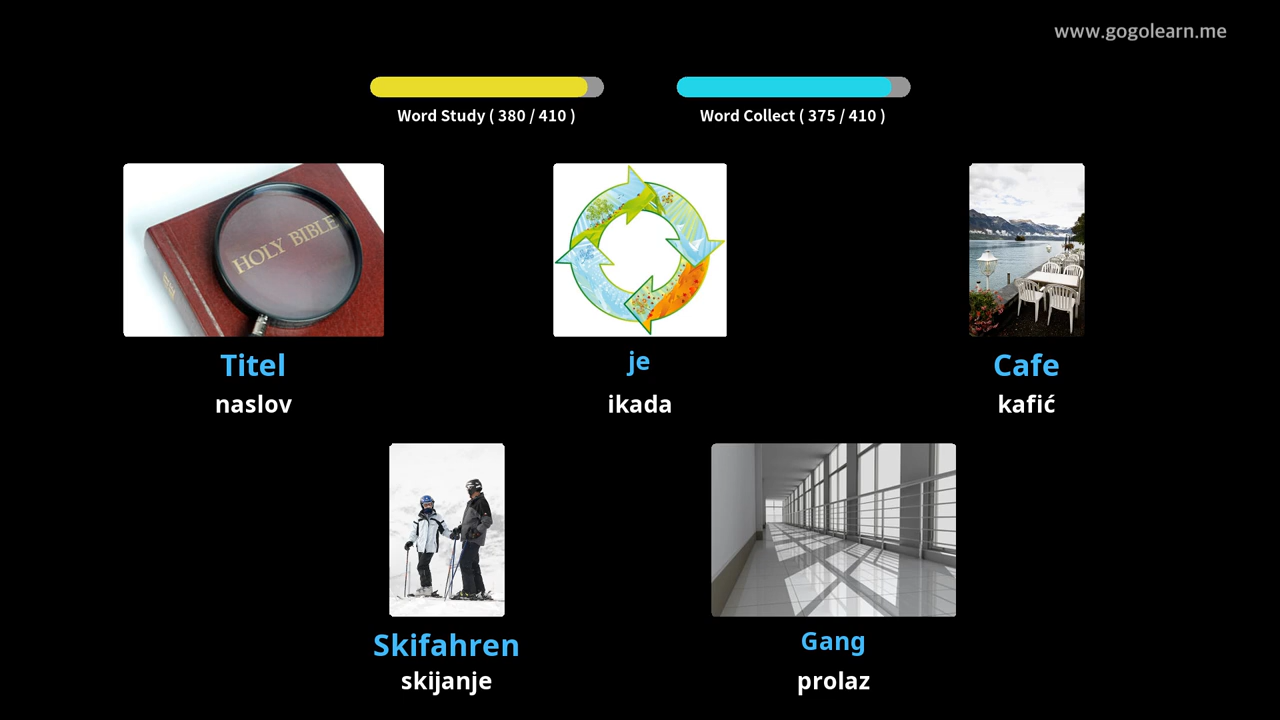 www.gogolearn.me
Word Study ( 380 / 410 )
Word Collect ( 375 / 410 )
HOLY BIBLE
Titel
naslov
je
ikada
Cafe
kafić
Skifahren
skijanje
Gang
prolaz